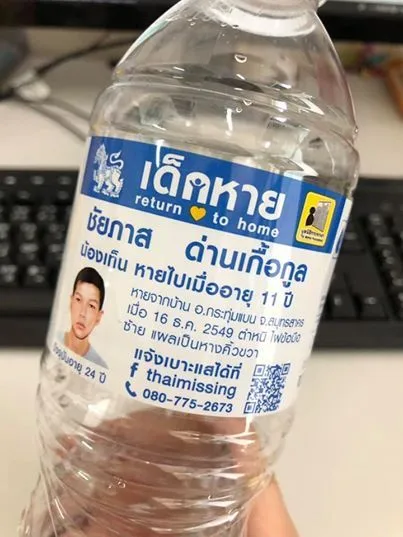 เด็กหาย
return to home
ชัยภาส ด่านเกื้อกูล
น้องเก็น หายไปเมื่ออายุ 11 ปี
หายจากบ้าน อ.กระทุ่มแบน จ.สมุทรสาคร
เมื่อ 16 ธ.ค. 2549 ตำหนิ ไฝข้อมือ
ซ้าย แผลเป็นหางคิ้วขวา
ปัจจุบันอายุ 24 ปี
แจ้งเบาะแสได้ที่
f thaimissing
080-775-2673